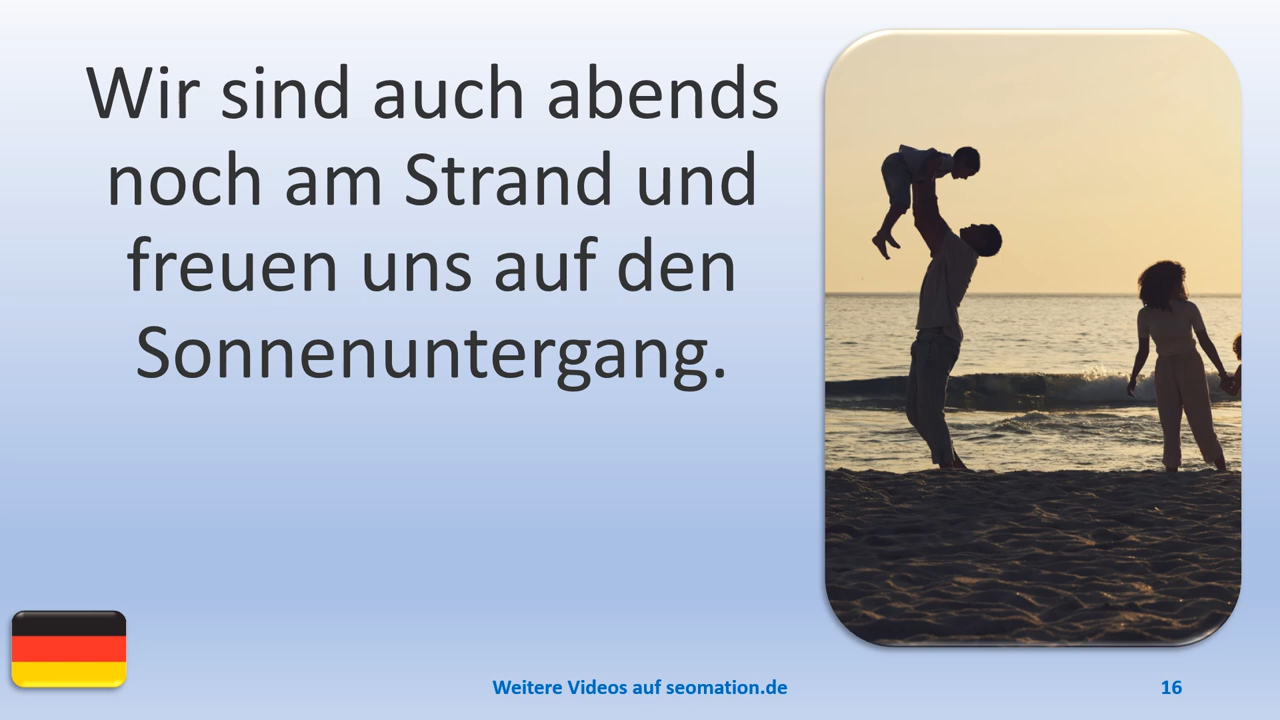 Wir sind auch abends
noch am Strand und
freuen uns auf den
Sonnenuntergang.
Weitere Videos auf seomation.de
16